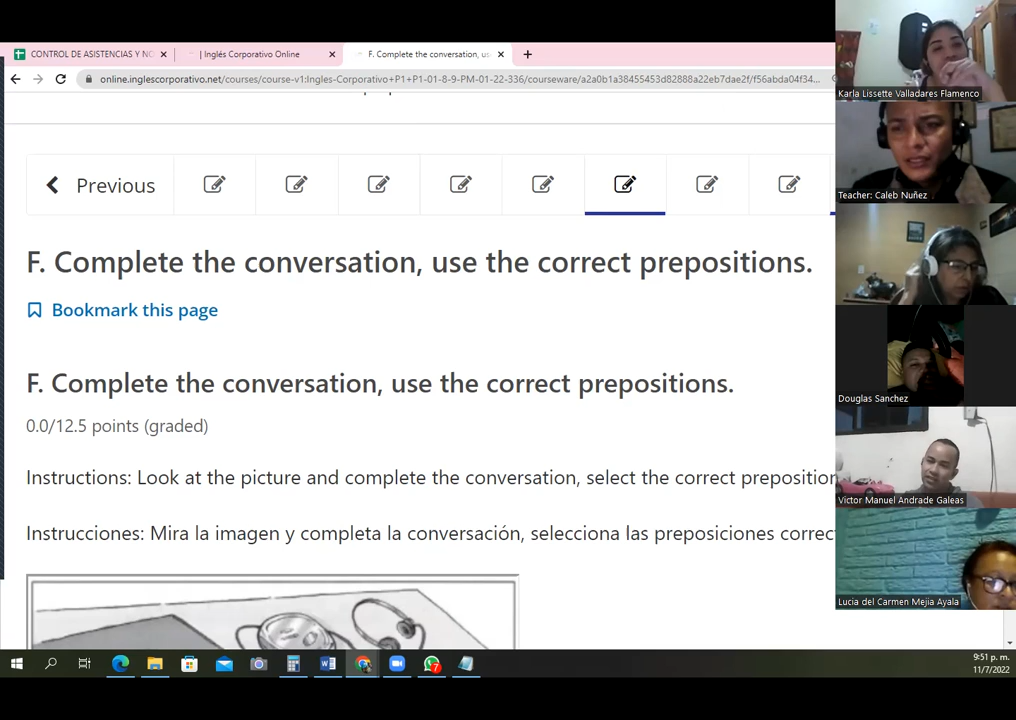 CONTROL DE ASISTENCIAS Y NO
| Inglés Corporativo Online
F. Complete the conversation, us
online.inglescorporativo.net/courses/course-v1:Ingles-Corporativo+P1+P1-01-8-9-PM-01-22-336/courseware/a2a0b1a38455453d82888a22eb7dae2f/f56abda04f34...
Previous
F. Complete the conversation, use the correct prepositions.
Bookmark this page
F. Complete the conversation, use the correct prepositions.
0.0/12.5 points (graded)
Instructions: Look at the picture and complete the conversation, select the correct preposition
Instrucciones: Mira la imagen y completa la conversación, selecciona las preposiciones correc
Karla Lissette Valladares Flamenco
Teacher: Caleb Nuñez
Douglas Sanchez
Victor Manuel Andrade Galeas
Lucia del Carmen Mejia Ayala
7
9:51 p. m.
11/7/2022